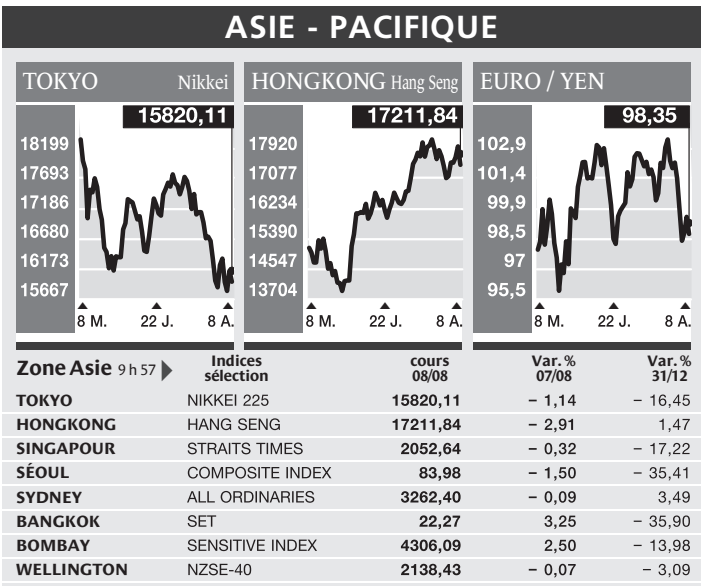 ASIE - PACIFIQUE
TOKYO Nikkei
15820,11
18199
17693
17186
16680
16173
15667
8 M. 22 J. 8 A.
HONGKONG Hang Seng
17211,84
17920
17077
16234
15390
14547
13704
8 M. 22 J. 8 A.
EURO / YEN
98,35
102,9
101,4
99,9
98,5
97
95,5
8 M. 22 J. 8 A.
Zone Asie 9 h 57 Indices sélection cours 08/08 Var. % 07/08 Var. % 31/12
TOKYO NIKKEI 225 15820,11 – 1,14 – 16,45
HONGKONG HANG SENG 17211,84 – 2,91 1,47
SINGAPOUR STRAITS TIMES 2052,64 – 0,32 – 17,22
SÉOUL COMPOSITE INDEX 83,98 – 1,50 – 35,41
SYDNEY ALL ORDINARIES 3262,40 – 0,09 3,49
BANGKOK SET 22,27 3,25 – 35,90
BOMBAY SENSITIVE INDEX 4306,09 2,50 – 13,98
WELLINGTON NZSE-40 2138,43 – 0,07 – 3,09